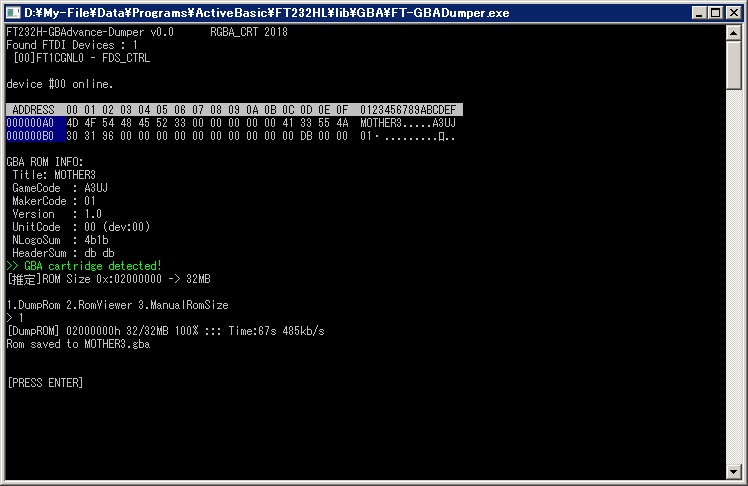 D:¥My-File¥Data¥Programs¥ActiveBasic¥FT232HL¥lib¥GBA¥FT-GBADumper.exe
FT232H-GBAdvance-Dumper v0.0      RGBA_CRT 2018
Found FTDI Devices : 1
 [00]FT1CGNL0 - FDS_CTRL
device #00 online.
 ADDRESS  00 01 02 03 04 05 06 07 08 09 0A 0B 0C 0D 0E 0F  0123456789ABCDEF
000000A0  4D 4F 54 48 45 52 33 00 00 00 00 00 41 33 55 4A  MOTHER3.....A3UJ
000000B0  30 31 96 00 00 00 00 00 00 00 00 00 00 DB 00 00  01・.........ロ..
GBA ROM INFO:
 Title: MOTHER3
 GameCode  : A3UJ
 MakerCode : 01
 Version   : 1.0
 UnitCode  : 00 (dev:00)
 NLogoSum  : 4b1b
 HeaderSum : db db
>> GBA cartridge detected!
[推定]ROM Size 0x:02000000 -> 32MB
1.DumpRom 2.RomViewer 3.ManualRomSize
> 1
[DumpROM] 02000000h 32/32MB 100% ::: Time:67s 485kb/s
Rom saved to MOTHER3.gba
[PRESS ENTER]